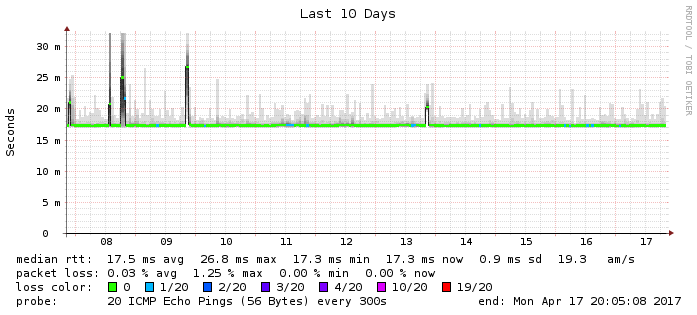 Last 10 Days
RRDTOOL / TOBI OETIKER
Seconds
30 m
25 m
20 m
15 m
10 m
5 m
0
08 09 10 11 12 13 14 15 16 17
median rtt: 17.5 ms avg 26.8 ms max 17.3 ms min 17.3 ms now 0.9 ms sd 19.3 am/s
packet loss: 0.03 % avg 1.25 % max 0.00 % min 0.00 % now
loss color: 0 1/20 2/20 3/20 4/20 10/20 19/20
probe: 20 ICMP Echo Pings (56 Bytes) every 300s end: Mon Apr 17 20:05:08 2017